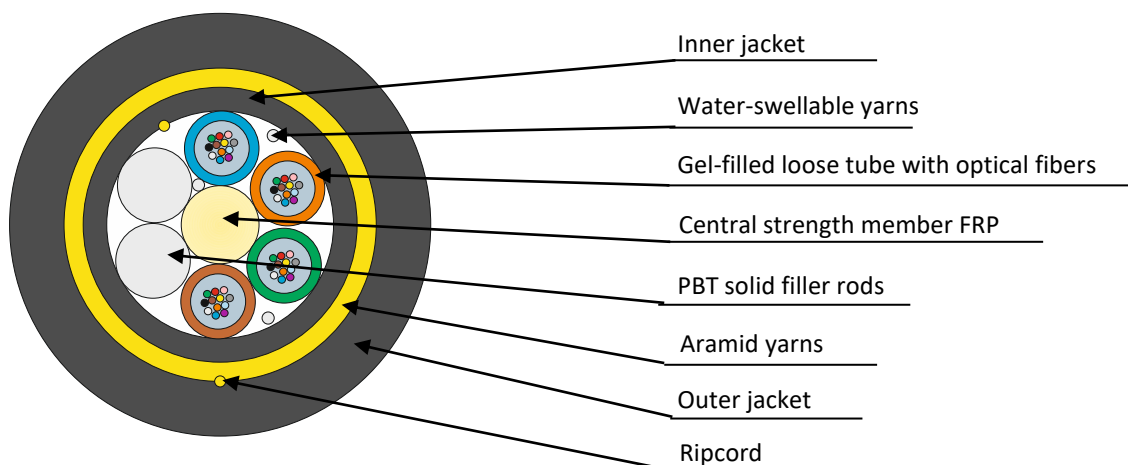 Inner jacket
Water-swellable yarns
Gel-filled loose tube with optical fibers
Central strength member FRP
PBT solid filler rods
Aramid yarns
Outer jacket
Ripcord